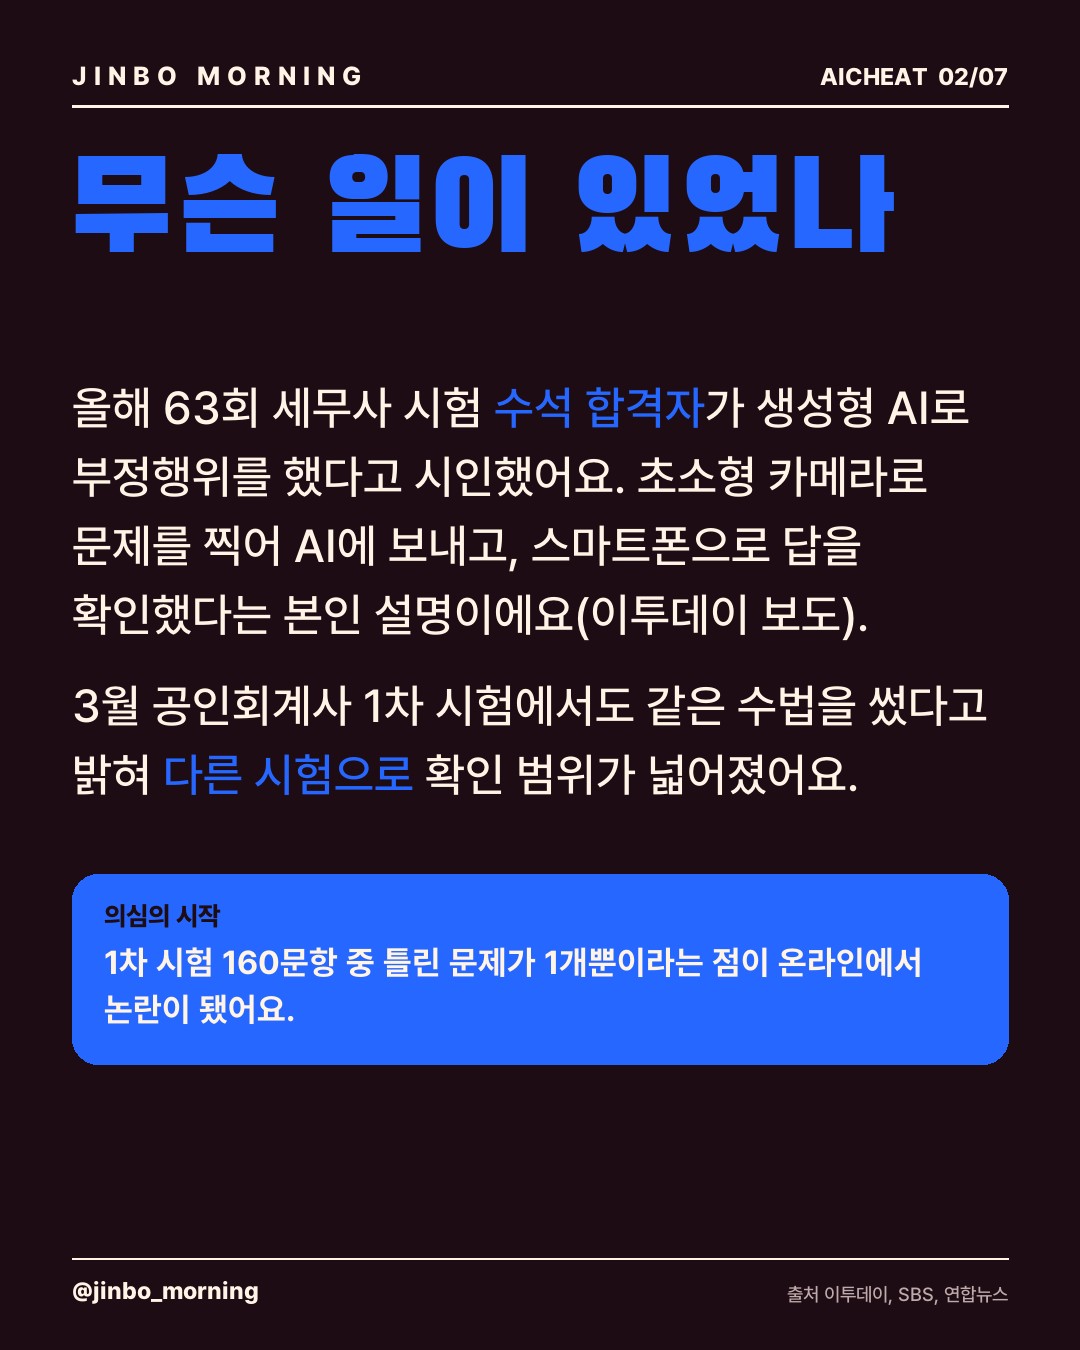 JINBO MORNING
AICHEAT 02/07
무슨 일이 있었나
올해 63회 세무사 시험 수석 합격자가 생성형 AI로
부정행위를 했다고 시인했어요. 초소형 카메라로
문제를 찍어 AI에 보내고, 스마트폰으로 답을
확인했다는 본인 설명이에요(이투데이 보도).
3월 공인회계사 1차 시험에서도 같은 수법을 썼다고
밝혀 다른 시험으로 확인 범위가 넓어졌어요.
의심의 시작
1차 시험 160문항 중 틀린 문제가 1개뿐이라는 점이 온라인에서
논란이 됐어요.
@jinbo_morning
출처 이투데이, SBS, 연합뉴스